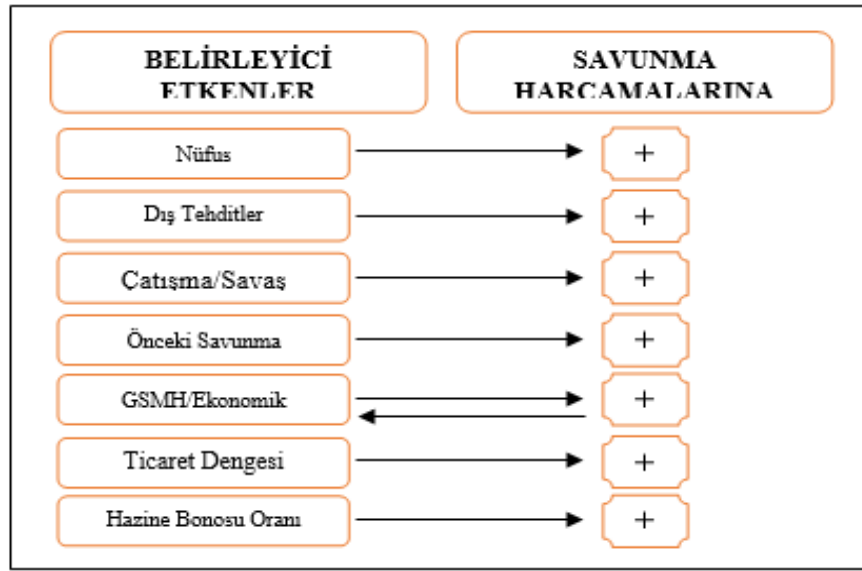 BELİRLEYİCİ
ETKENLER
SAVUNMA
HARCAMALARINA
Nüfus
+
Dış Tehditler
+
Çatışma/Savaş
+
Önceki Savunma
+
GSMH/Ekonomik
+
Ticaret Dengesi
+
Hazine Bonosu Oranı
+